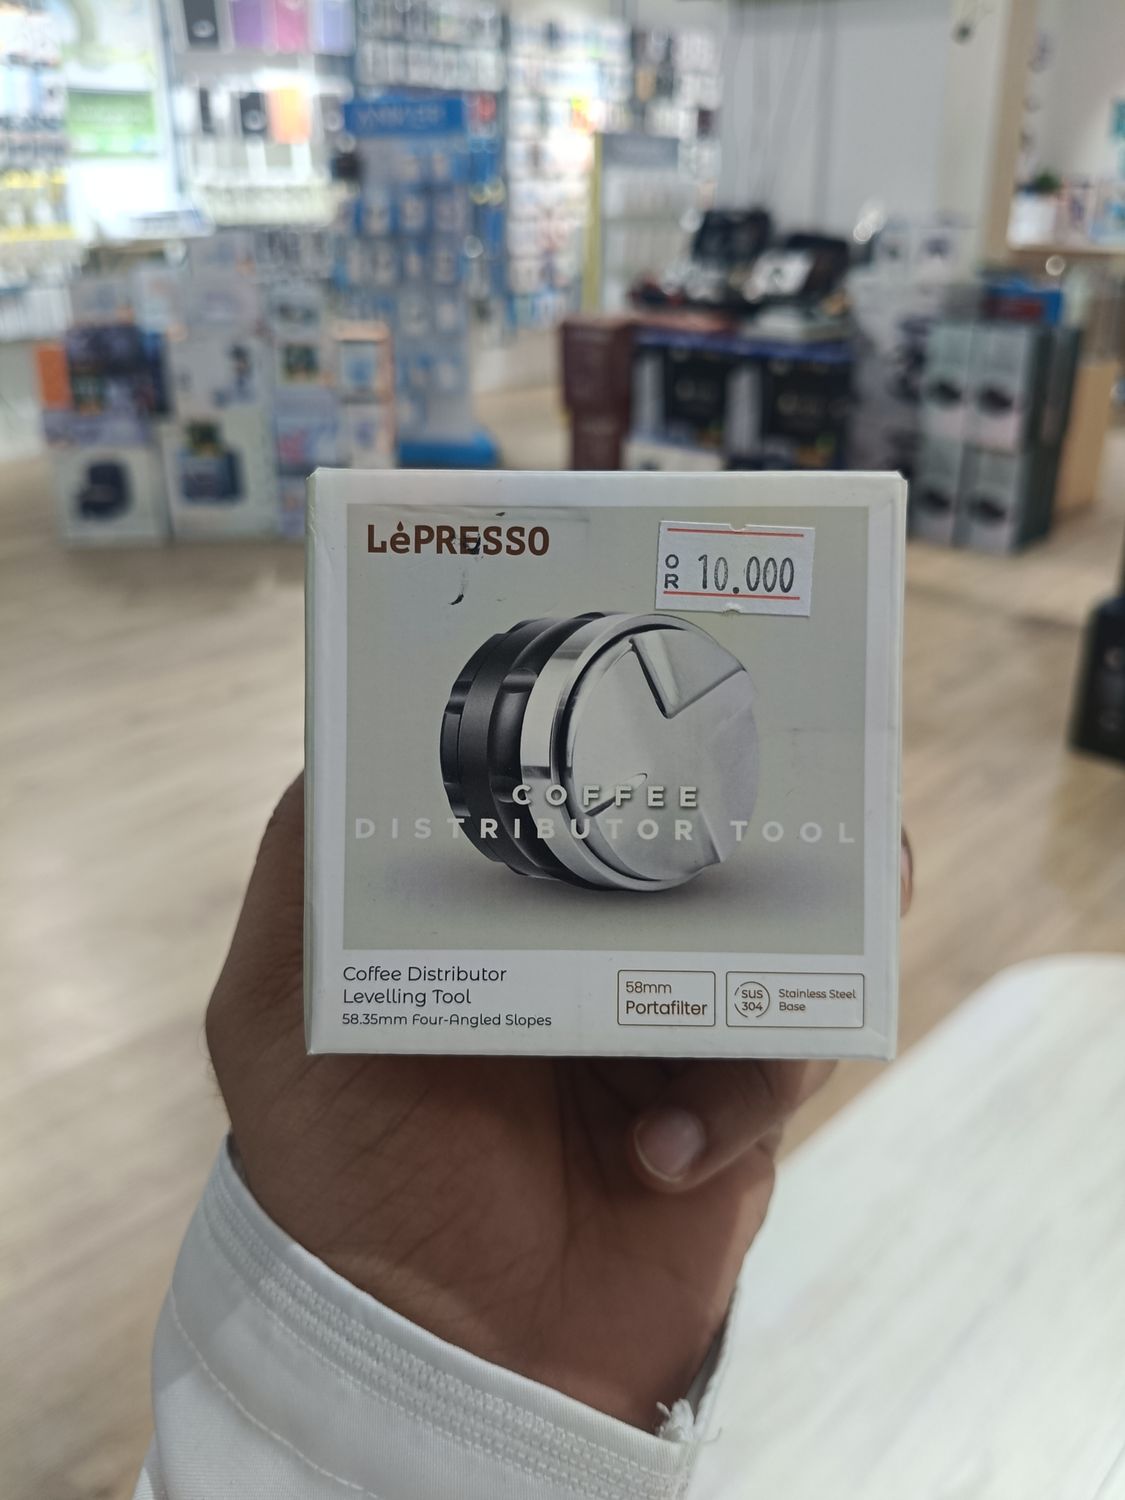 LePRESSO
OR 10.000
COFFEE
DISTRIBUTOR TOOL
Coffee Distributor
Levelling Tool
58.35mm Four-Angled Slopes
58mm
Portafilter
SUS
304
Stainless Steel
Base